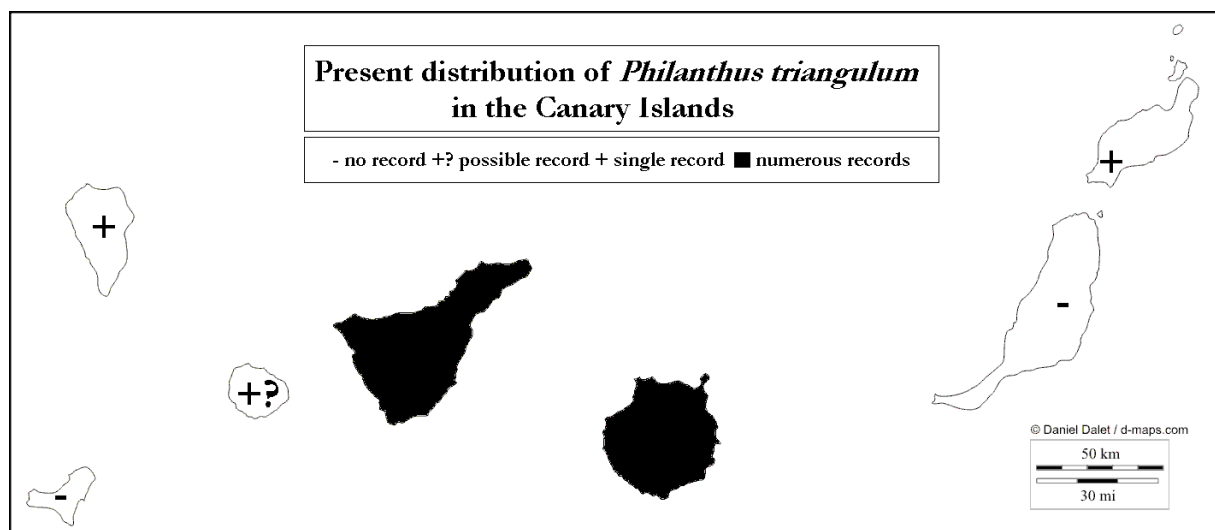 Present distribution of Philanthus triangulum
in the Canary Islands
- no record +? possible record + single record ■ numerous records
+
+
-
+?
-
© Daniel Dalet / d-maps.com
50 km
30 mi